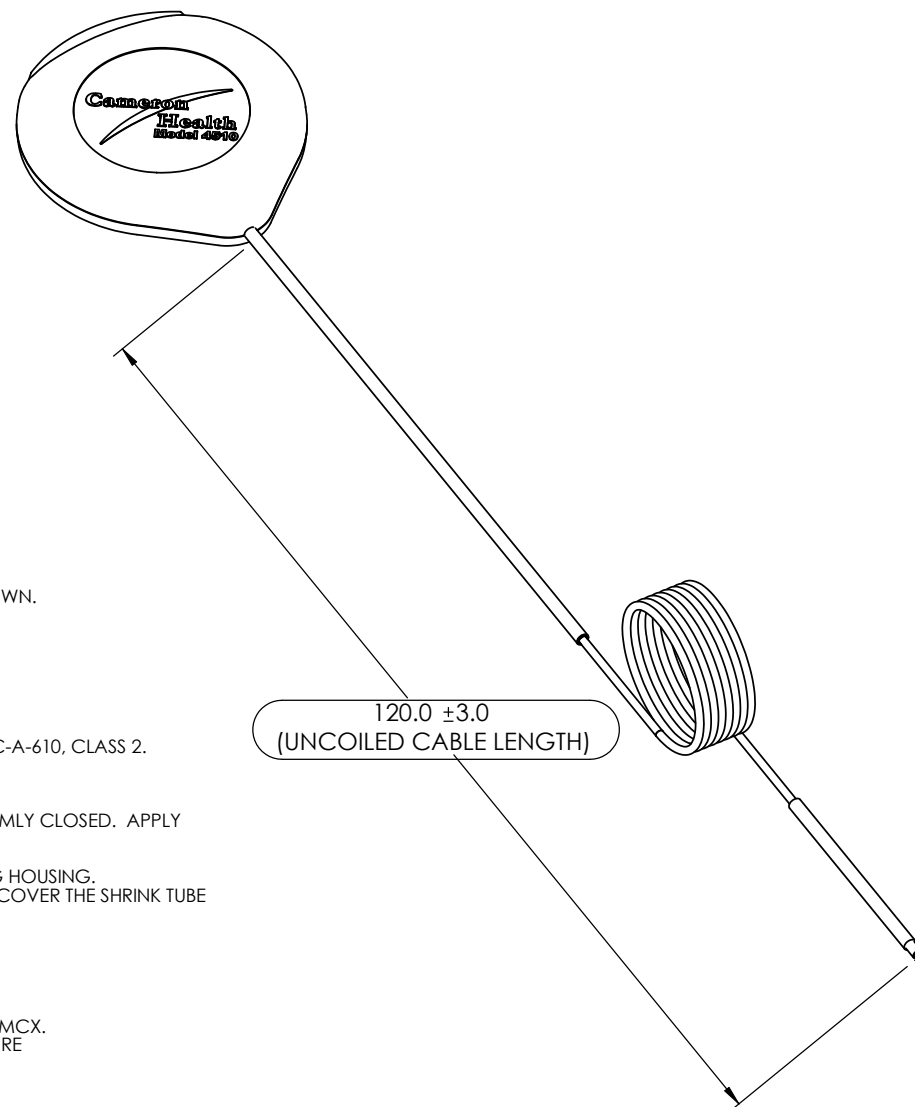 Cameron
Health
Model 4510
WN.
120.0 ±3.0
(UNCOILED CABLE LENGTH)
C-A-610, CLASS 2.
MLY CLOSED. APPLY
G HOUSING.
COVER THE SHRINK TUBE
MCX.
RE